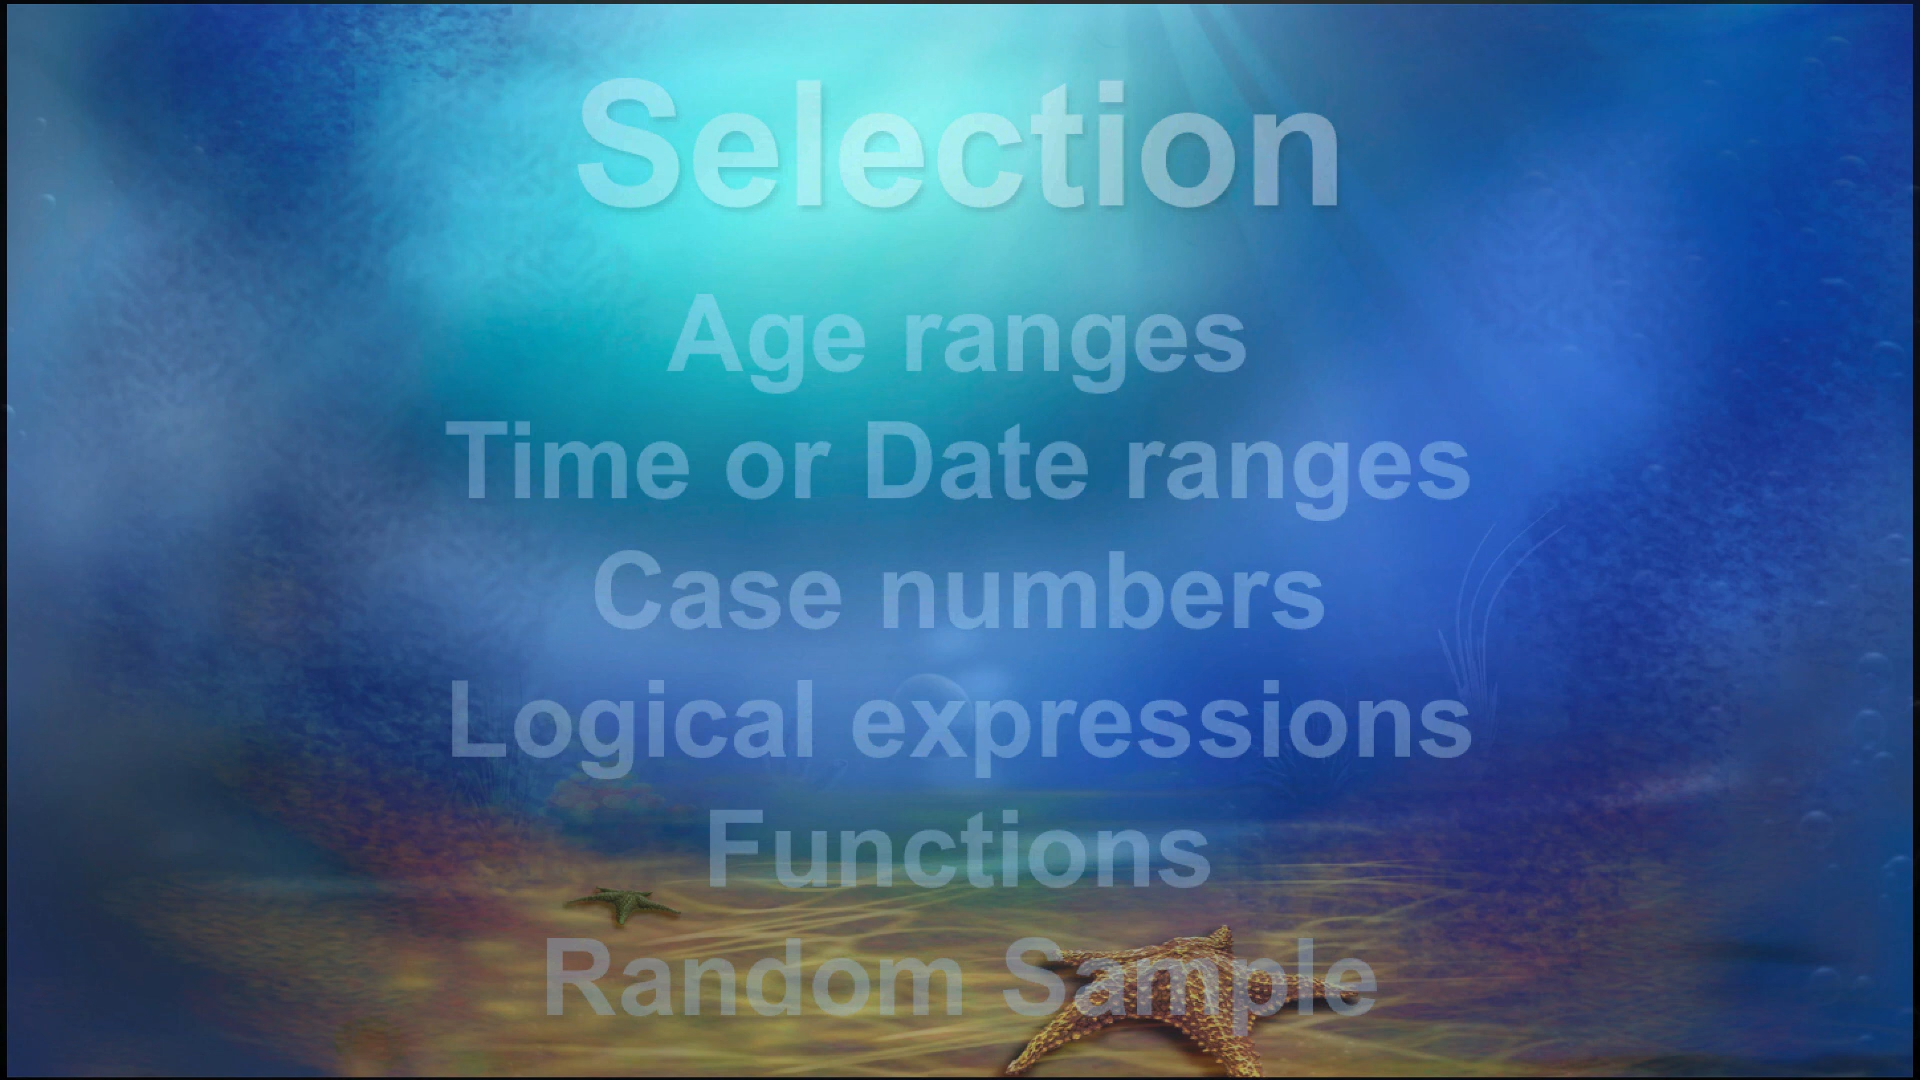 Selection
Age ranges
Time or Date ranges
Case numbers
Logical expressions
Functions
Random Sample